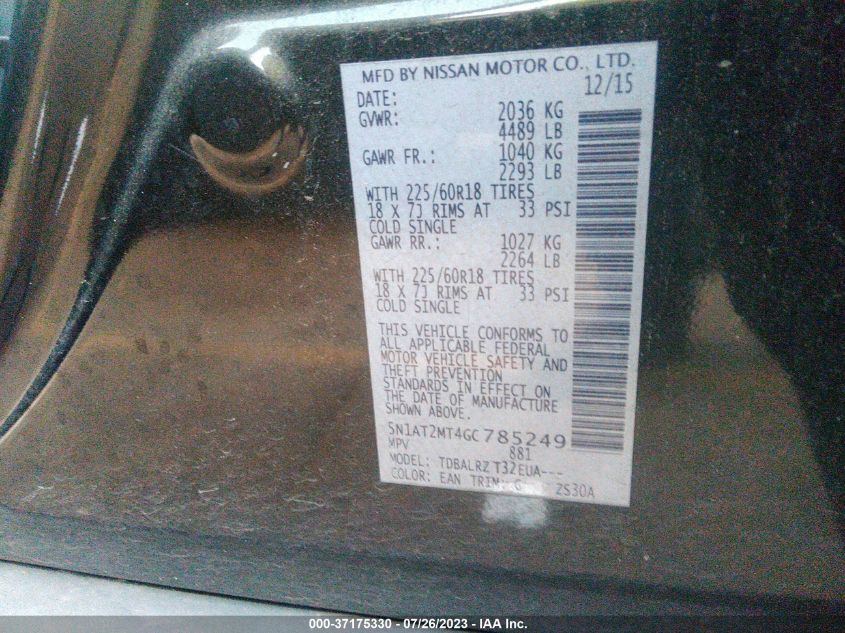 MFD BY NISSAN MOTOR CO., LTD.
DATE: 12/15
GVWR: 2036 KG
4489 LB
GAWR FR.: 1040 KG
2293 LB
WITH 225/60R18 TIRES
18 X 7J RIMS AT 33 PSI
COLD SINGLE
GAWR RR.: 1027 KG
2264 LB
WITH 225/60R18 TIRES
18 X 7J RIMS AT 33 PSI
COLD SINGLE
THIS VEHICLE CONFORMS TO
ALL APPLICABLE FEDERAL
MOTOR VEHICLE SAFETY AND
THEFT PREVENTION
STANDARDS IN EFFECT ON
THE DATE OF MANUFACTURE
SHOWN ABOVE.
5N1AT2MT4GC785249
MPV 881
MODEL: TDBALRZ T32EUA---
COLOR: EAN TRIM: ZS30A
000-37175330 - 07/26/2023 - IAA Inc.